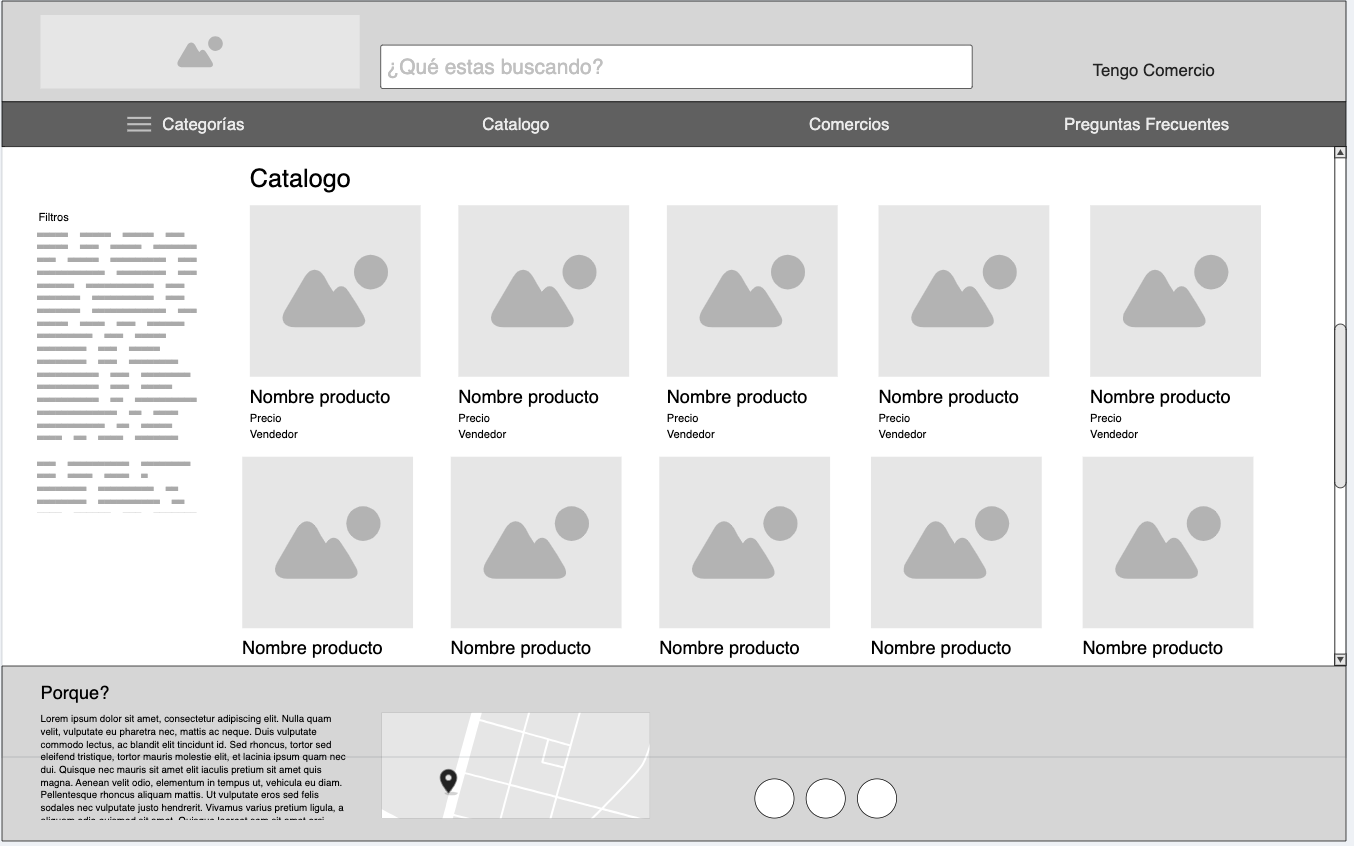 ¿Qué estas buscando?
Tengo Comercio
Categorías
Catalogo
Comercios
Preguntas Frecuentes
Catalogo
Filtros
Nombre producto
Precio
Vendedor
Nombre producto
Precio
Vendedor
Nombre producto
Precio
Vendedor
Nombre producto
Precio
Vendedor
Nombre producto
Precio
Vendedor
Nombre producto
Nombre producto
Nombre producto
Nombre producto
Nombre producto
Porque?
Lorem ipsum dolor sit amet, consectetur adipiscing elit. Nulla quam
velit, vulputate eu pharetra nec, mattis ac neque. Duis vulputate
commodo lectus, ac blandit elit tincidunt id. Sed rhoncus, tortor sed
eleifend tristique, tortor mauris molestie elit, et lacinia ipsum quam nec
dui. Quisque nec mauris sit amet elit iaculis pretium sit amet quis
magna. Aenean velit odio, elementum in tempus ut, vehicula eu diam.
Pellentesque rhoncus aliquam mattis. Ut vulputate eros sed felis
sodales nec vulputate justo hendrerit. Vivamus varius pretium ligula, a